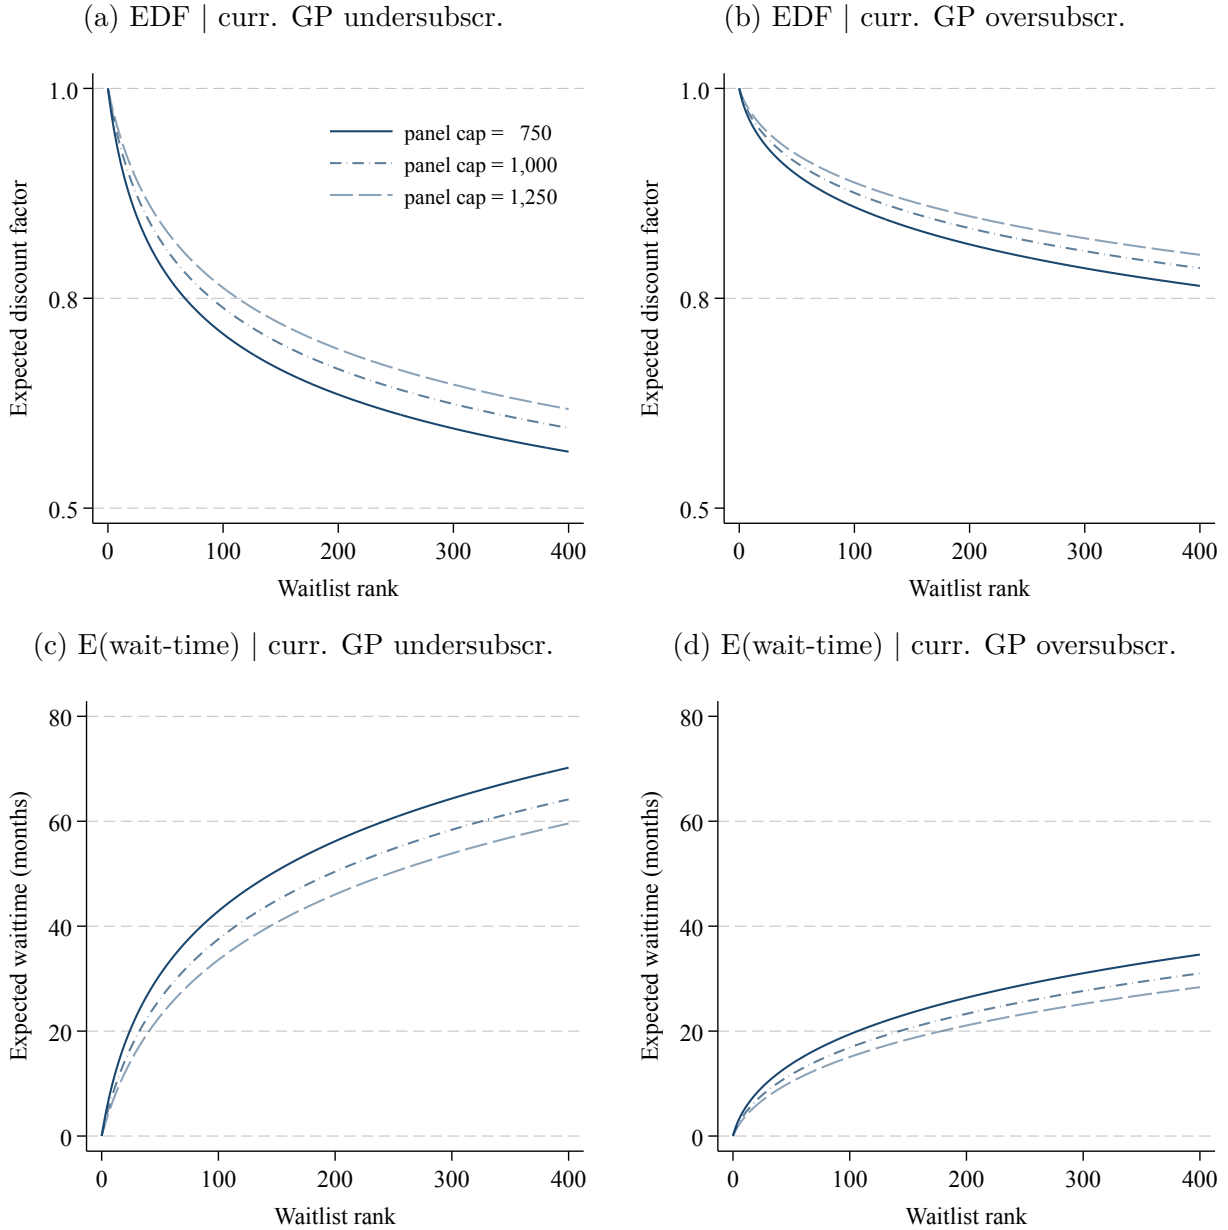 (a) EDF | curr. GP undersubscr.
1.0
0.8
0.5
Expected discount factor
panel cap = 750
panel cap = 1,000
panel cap = 1,250
0 100 200 300 400
Waitlist rank
(b) EDF | curr. GP oversubscr.
1.0
0.8
0.5
Expected discount factor
0 100 200 300 400
Waitlist rank
(c) E(wait-time) | curr. GP undersubscr.
80
60
40
20
0
Expected waittime (months)
0 100 200 300 400
Waitlist rank
(d) E(wait-time) | curr. GP oversubscr.
80
60
40
20
0
Expected waittime (months)
0 100 200 300 400
Waitlist rank